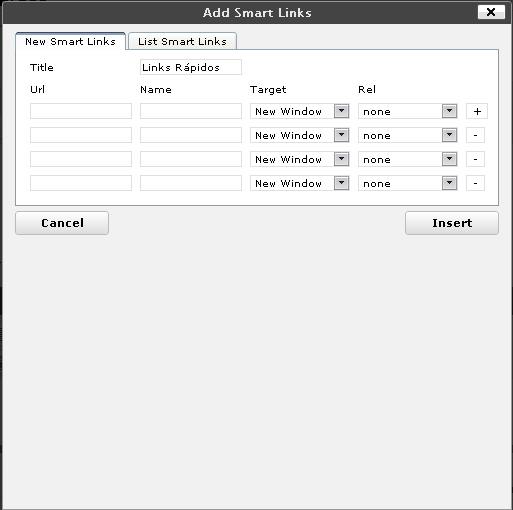 Add Smart Links
New Smart Links List Smart Links
Title Links Rápidos
Url Name Target Rel
New Window none +
New Window none -
New Window none -
New Window none -
Cancel Insert